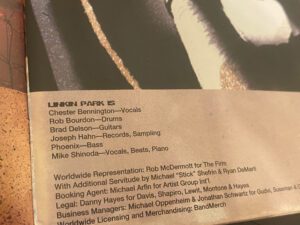 LINKIN PARK IS
Chester Bennington—Vocals
Rob Bourdon—Drums
Brad Delson—Guitars
Joseph Hahn—Records, Sampling
Phoenix—Bass
Mike Shinoda—Vocals, Beats, Piano
Worldwide Representation: Rob McDermott for The Firm
With Additional Servitude by Michael "Stick" Shefrin & Ryan DeMarti
Booking Agent: Michael Arfin for Artist Group Int'l
Legal: Danny Hayes for Davis, Shapiro, Lewit, Montone & Hayes
Business Managers: Michael Oppenheim & Jonathan Schwartz for Gudvi,
Worldwide Licensing and Merchandising: BandMerch